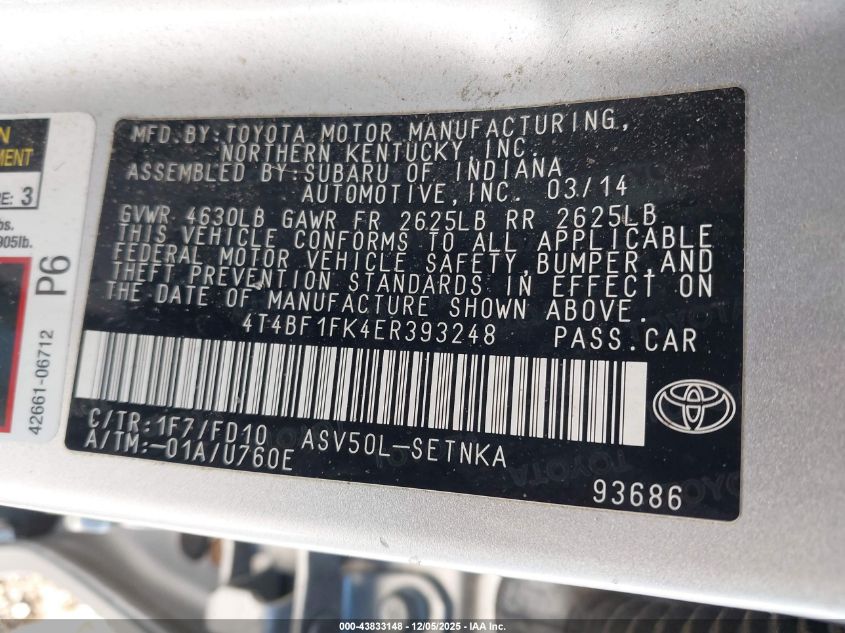 MFD.BY:TOYOTA MOTOR MANUFACTURING,
NORTHERN KENTUCKY, INC.
ASSEMBLED BY:SUBARU OF INDIANA
AUTOMOTIVE,INC. 03/14
GVWR 4630LB GAWR FR 2625LB RR 2625LB
THIS VEHICLE CONFORMS TO ALL APPLICABLE
FEDERAL MOTOR VEHICLE SAFETY,BUMPER,AND
THEFT PREVENTION STANDARDS IN EFFECT ON
THE DATE OF MANUFACTURE SHOWN ABOVE.
4T4BF1FK4ER393248 PASS.CAR
C/TR:1F7/FD10 ASV50L-SETNKA
A/TM:-01A/U760E
93686
3
905lb.
P6
42661-06712
000-43833148 - 12/05/2025 - IAA Inc.